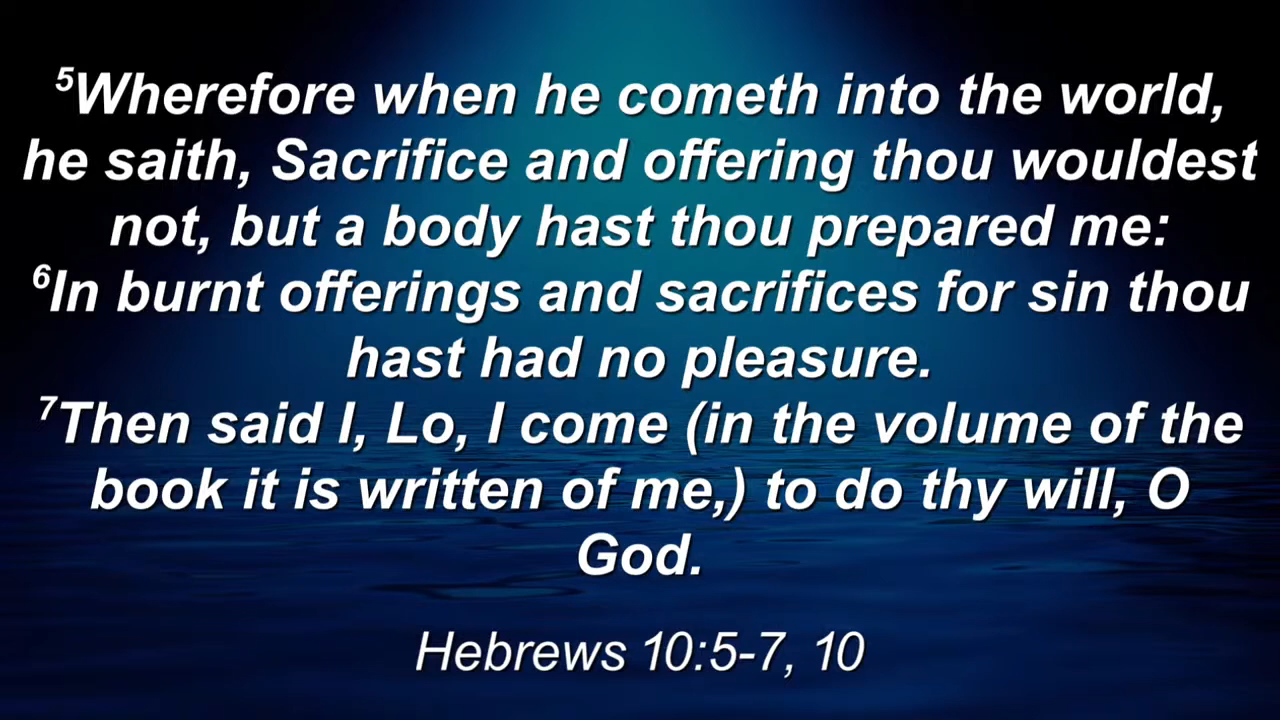 ⁵Wherefore when he cometh into the world,
he saith, Sacrifice and offering thou wouldest
not, but a body hast thou prepared me:
⁶In burnt offerings and sacrifices for sin thou
hast had no pleasure.
⁷Then said I, Lo, I come (in the volume of the
book it is written of me,) to do thy will, O
God.
Hebrews 10:5-7, 10